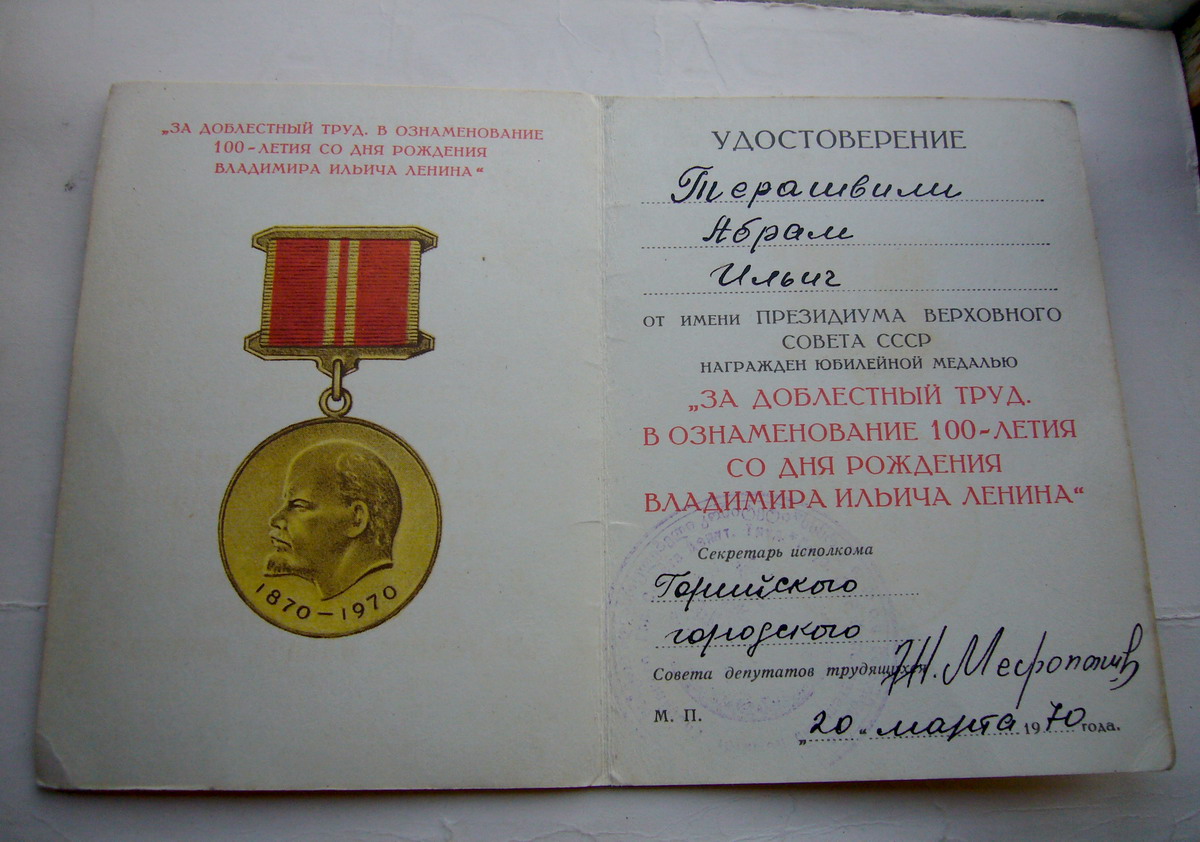 „ЗА ДОБЛЕСТНЫЙ ТРУД. В ОЗНАМЕНОВАНИЕ
100-ЛЕТИЯ СО ДНЯ РОЖДЕНИЯ
ВЛАДИМИРА ИЛЬИЧА ЛЕНИНА“
1870-1970
УДОСТОВЕРЕНИЕ
Терашвили
Абрам
Ильич
ОТ ИМЕНИ ПРЕЗИДИУМА ВЕРХОВНОГО
СОВЕТА СССР
НАГРАЖДЕН ЮБИЛЕЙНОЙ МЕДАЛЬЮ
„ЗА ДОБЛЕСТНЫЙ ТРУД.
В ОЗНАМЕНОВАНИЕ 100-ЛЕТИЯ
СО ДНЯ РОЖДЕНИЯ
ВЛАДИМИРА ИЛЬИЧА ЛЕНИНА“
Секретарь исполкома
Горийского
городского
Совета депутатов трудящихся
М. П.
„20“ марта 1970 года.